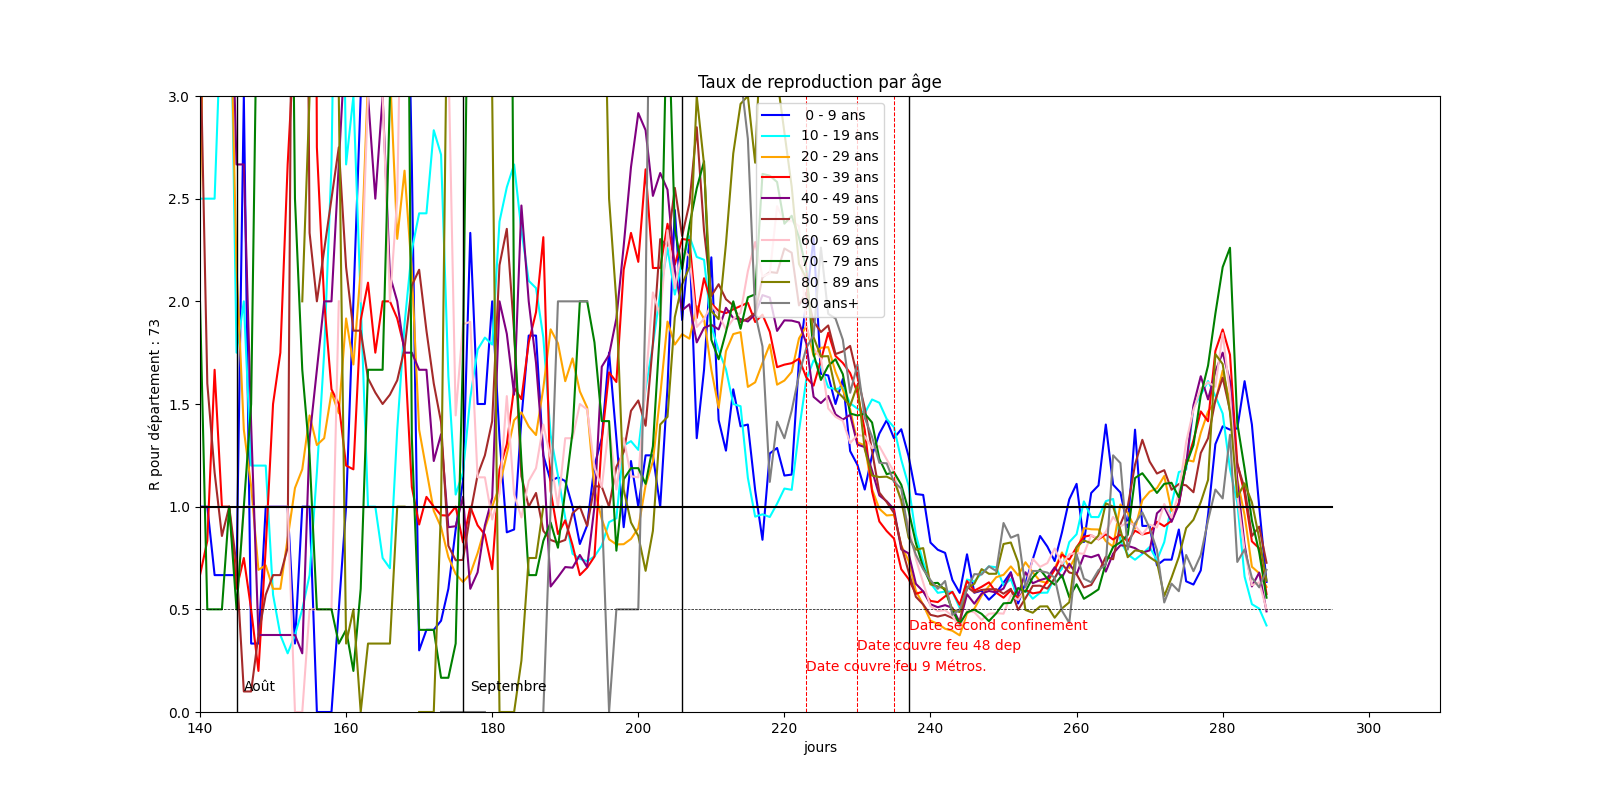 Taux de reproduction par âge
R pour département : 73
3.0
2.5
2.0
1.5
1.0
0.5
0.0
0 - 9 ans
10 - 19 ans
20 - 29 ans
30 - 39 ans
40 - 49 ans
50 - 59 ans
60 - 69 ans
70 - 79 ans
80 - 89 ans
90 ans+
Date second confinement
Date couvre feu 48 dep
Date couvre feu 9 Métros.
Août
Septembre
140
160
180
200
220
240
260
280
300
jours